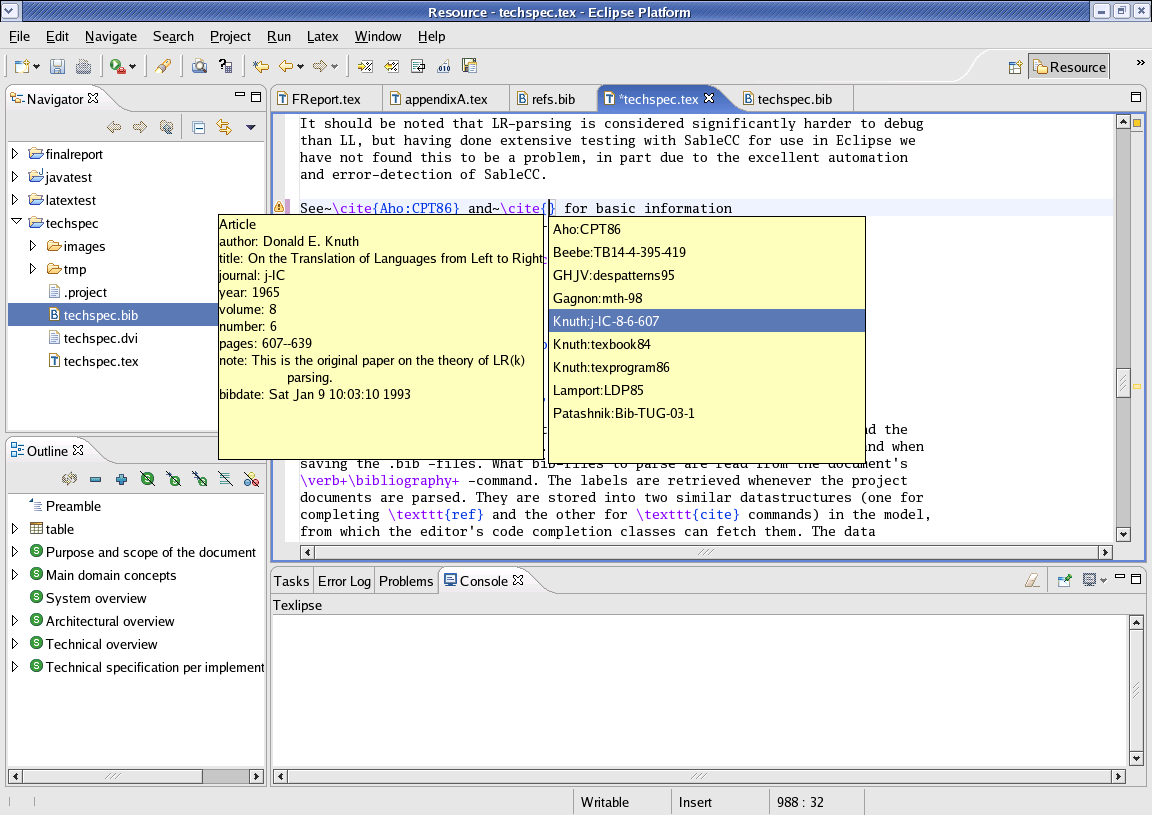 Resource - techspec.tex - Eclipse Platform
File Edit Navigate Search Project Run Latex Window Help
Resource
Navigator
finalreport
javatest
latextest
techspec
images
tmp
.project
techspec.bib
techspec.dvi
techspec.tex
Outline
Preamble
table
Purpose and scope of the document
Main domain concepts
System overview
Architectural overview
Technical overview
Technical specification per implement
FReport.tex appendixA.tex refs.bib *techspec.tex techspec.bib
It should be noted that LR-parsing is considered significantly harder to debug
than LL, but having done extensive testing with SableCC for use in Eclipse we
have not found this to be a problem, in part due to the excellent automation
and error-detection of SableCC.
See~\cite{Aho:CPT86} and~\cite{} for basic information
Article
author: Donald E. Knuth
title: On the Translation of Languages from Left to Right
journal: j-IC
year: 1965
volume: 8
number: 6
pages: 607--639
note: This is the original paper on the theory of LR(k)
parsing.
bibdate: Sat Jan 9 10:03:10 1993
Aho:CPT86
Beebe:TB14-4-395-419
GHJV:despatterns95
Gagnon:mth-98
Knuth:j-IC-8-6-607
Knuth:texbook84
Knuth:texprogram86
Lamport:LDP85
Patashnik:Bib-TUG-03-1
d the
nd when
saving the .bib -files. What bib-files to parse are read from the document's
\verb+\bibliography+ -command. The labels are retrieved whenever the project
documents are parsed. They are stored into two similar datastructures (one for
completing \texttt{ref} and the other for \texttt{cite} commands) in the model,
from which the editor's code completion classes can fetch them. The data
Tasks Error Log Problems Console
Texlipse
Writable Insert 988 : 32